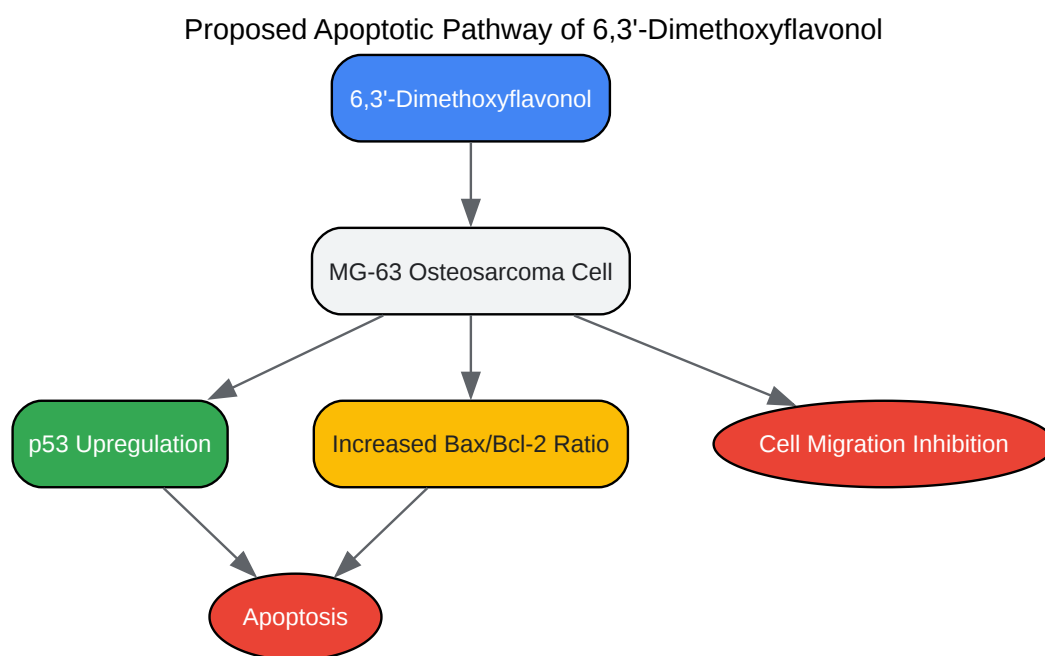 Proposed Apoptotic Pathway of 6,3'-Dimethoxyflavonol
6,3'-Dimethoxyflavonol
MG-63 Osteosarcoma Cell
p53 Upregulation
Increased Bax/Bcl-2 Ratio
Cell Migration Inhibition
Apoptosis